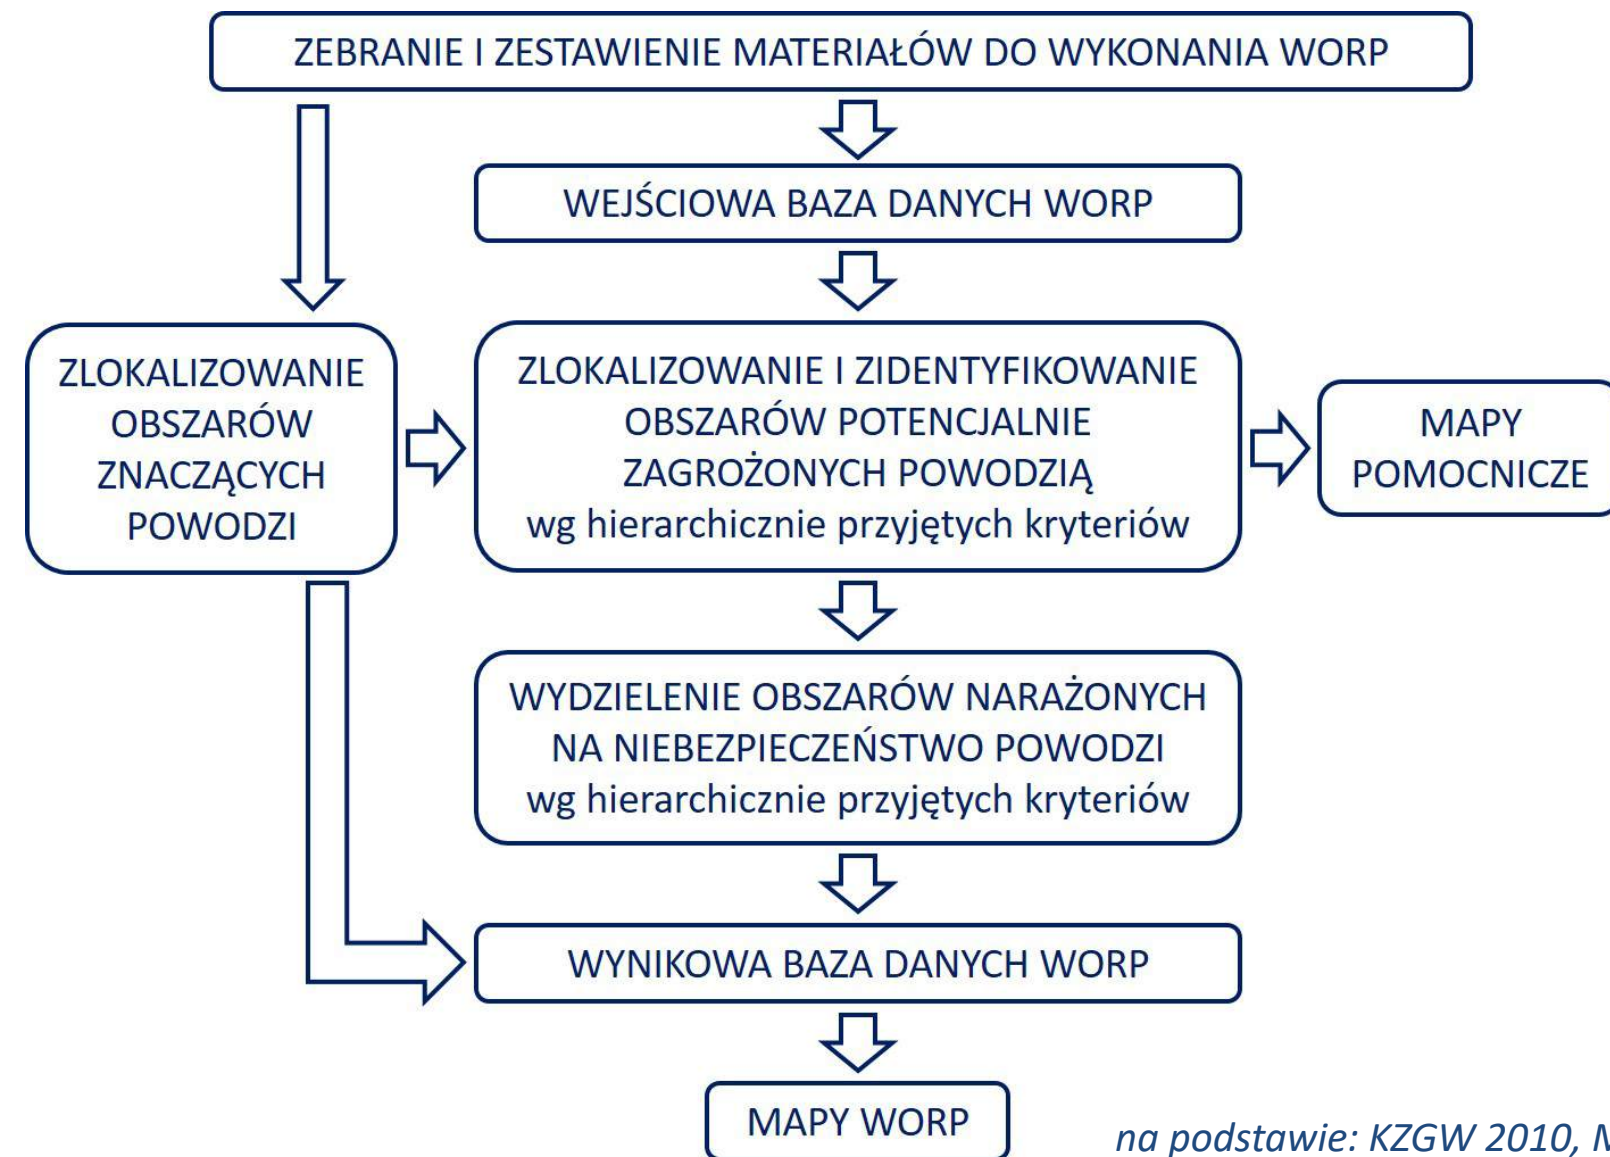 ZEBRANIE I ZESTAWIENIE MATERIAŁÓW DO WYKONANIA WORP
WEJŚCIOWA BAZA DANYCH WORP
ZLOKALIZOWANIE
OBSZARÓW
ZNACZĄCYCH
POWODZI
ZLOKALIZOWANIE I ZIDENTYFIKOWANIE
OBSZARÓW POTENCJALNIE
ZAGROŻONYCH POWODZIĄ
wg hierarchicznie przyjętych kryteriów
MAPY
POMOCNICZE
WYDZIELENIE OBSZARÓW NARAŻONYCH
NA NIEBEZPIECZEŃSTWO POWODZI
wg hierarchicznie przyjętych kryteriów
WYNIKOWA BAZA DANYCH WORP
MAPY WORP
na podstawie: KZGW 2010,